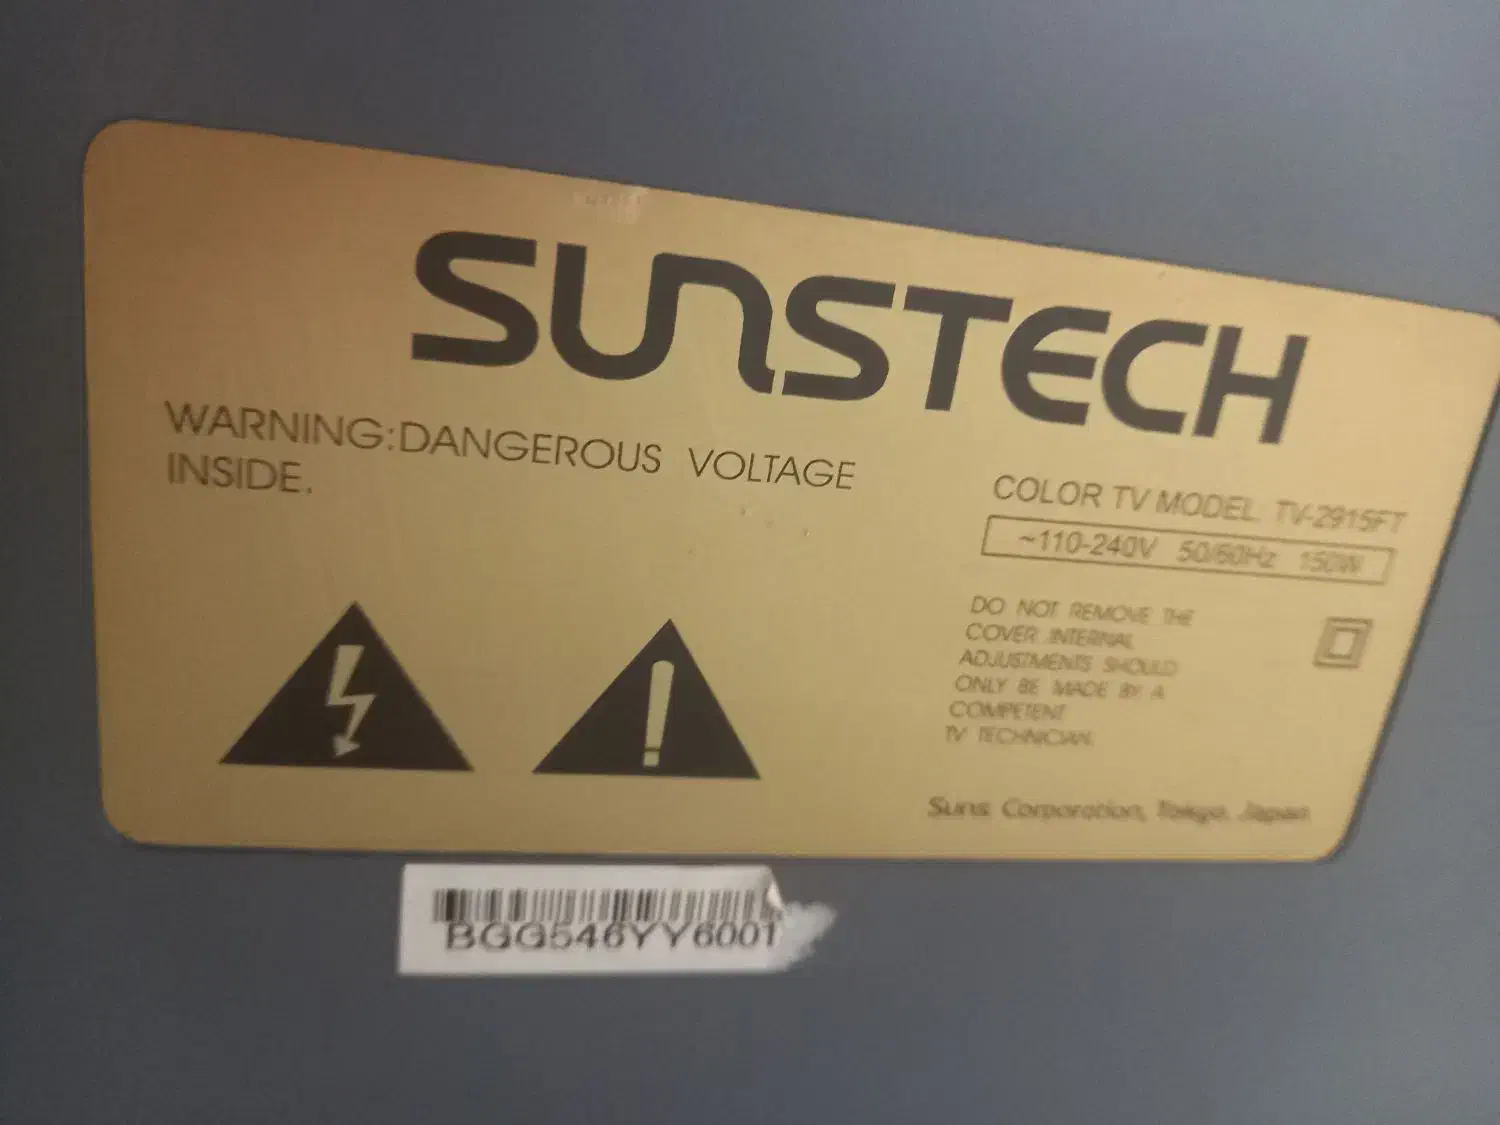 SUNSTECH
WARNING:DANGEROUS VOLTAGE
INSIDE.
COLOR TV MODEL TV-2915FT
~110-240V 50/60Hz 150W
DO NOT REMOVE THE
COVER INTERNAL
ADJUSTMENTS SHOULD
ONLY BE MADE BY A
COMPETENT
TV TECHNICIAN.
Suns Corporation, Tokyo, Japan
BGG546YY6001